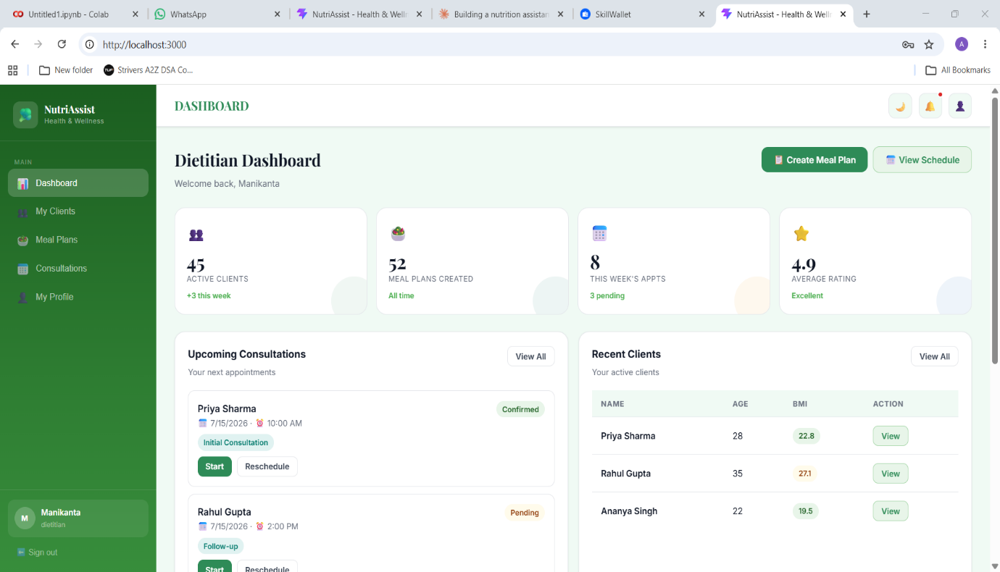 Untitled1.ipynb - Colab
WhatsApp
NutriAssist - Health & Welln
Building a nutrition assistan
SkillWallet
NutriAssist - Health & Welln
http://localhost:3000
A
New folder
TUF
Strivers A2Z DSA Co...
All Bookmarks
NutriAssist
Health & Wellness
MAIN
Dashboard
My Clients
Meal Plans
Consultations
My Profile
M
Manikanta
dietitian
Sign out
DASHBOARD
Dietitian Dashboard
Welcome back, Manikanta
Create Meal Plan
View Schedule
45
ACTIVE CLIENTS
+3 this week
52
MEAL PLANS CREATED
All time
8
THIS WEEK'S APPTS
3 pending
4.9
AVERAGE RATING
Excellent
Upcoming Consultations
View All
Your next appointments
Priya Sharma
Confirmed
7/15/2026 · 10:00 AM
Initial Consultation
Start Reschedule
Rahul Gupta
Pending
7/15/2026 · 2:00 PM
Follow-up
Start Reschedule
Recent Clients
View All
Your active clients
NAME AGE BMI ACTION
Priya Sharma 28 22.8 View
Rahul Gupta 35 27.1 View
Ananya Singh 22 19.5 View